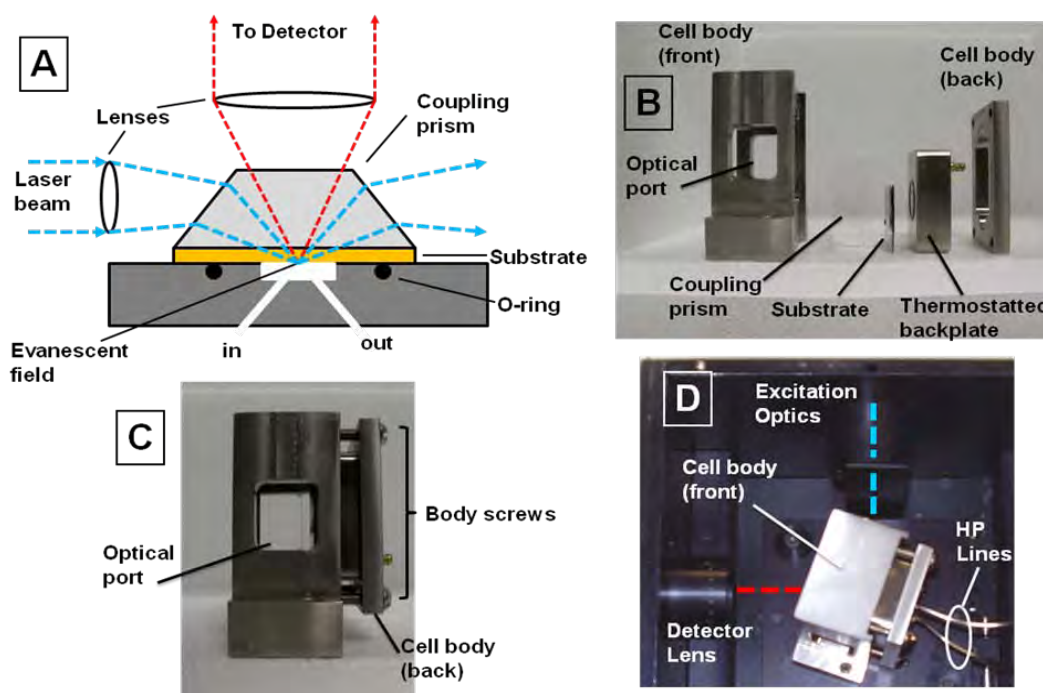 A
To Detector
Lenses
Coupling
prism
Laser
beam
Substrate
O-ring
Evanescent
field
in
out
B
Cell body
(front)
Cell body
(back)
Optical
port
Coupling
prism
Substrate
Thermostatted
backplate
C
Optical
port
Body screws
Cell body
(back)
D
Excitation
Optics
Cell body
(front)
HP
Lines
Detector
Lens